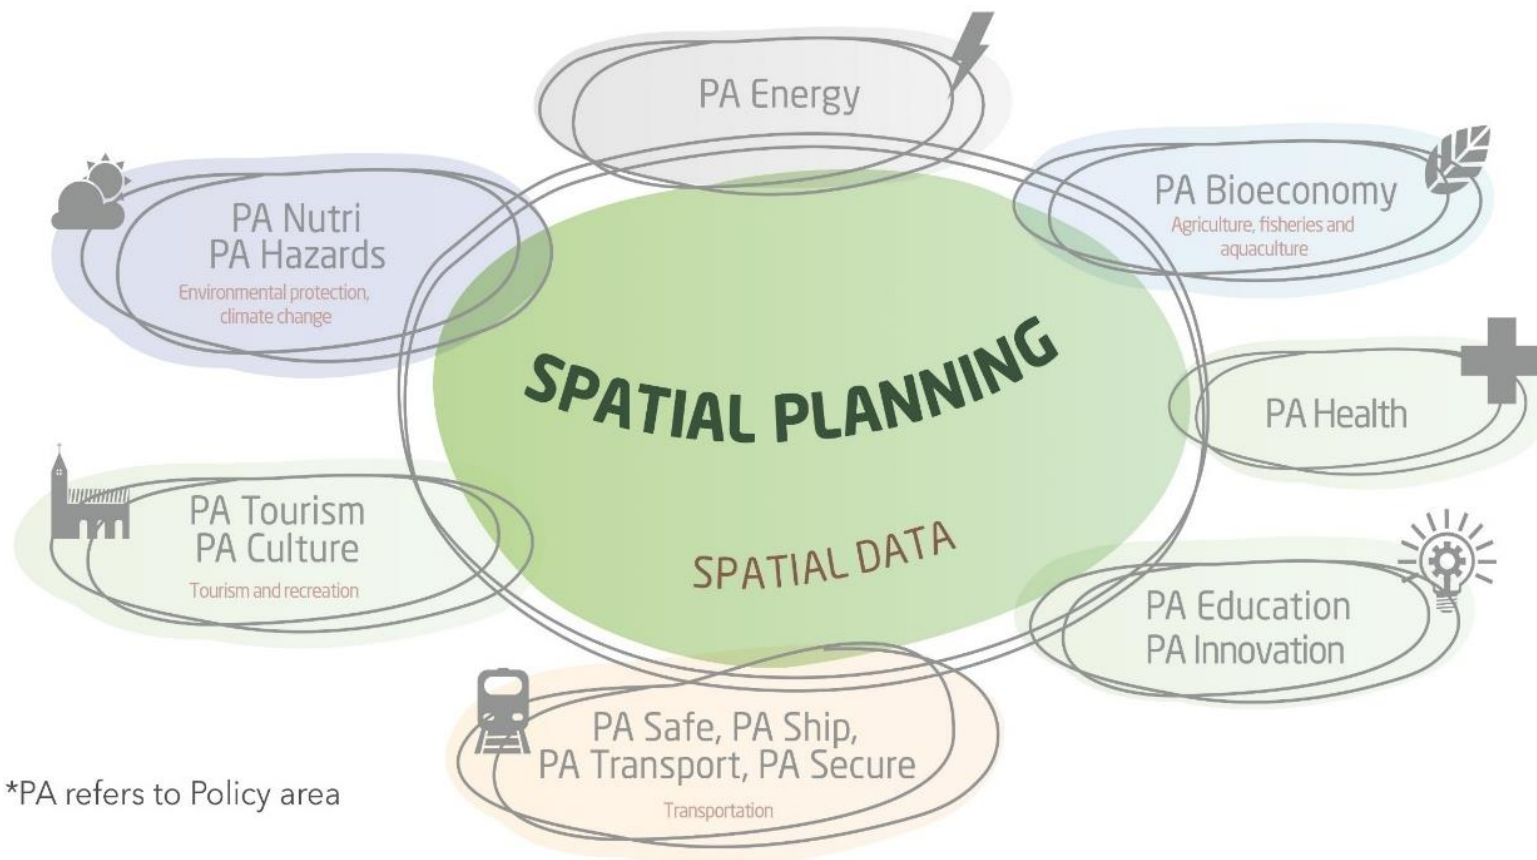 PA Energy
PA Bioeconomy
Agriculture, fisheries and
aquaculture
PA Nutri
PA Hazards
Environmental protection,
climate change
SPATIAL PLANNING
PA Health
PA Tourism
PA Culture
Tourism and recreation
SPATIAL DATA
PA Education
PA Innovation
PA Safe, PA Ship,
PA Transport, PA Secure
Transportation
*PA refers to Policy area